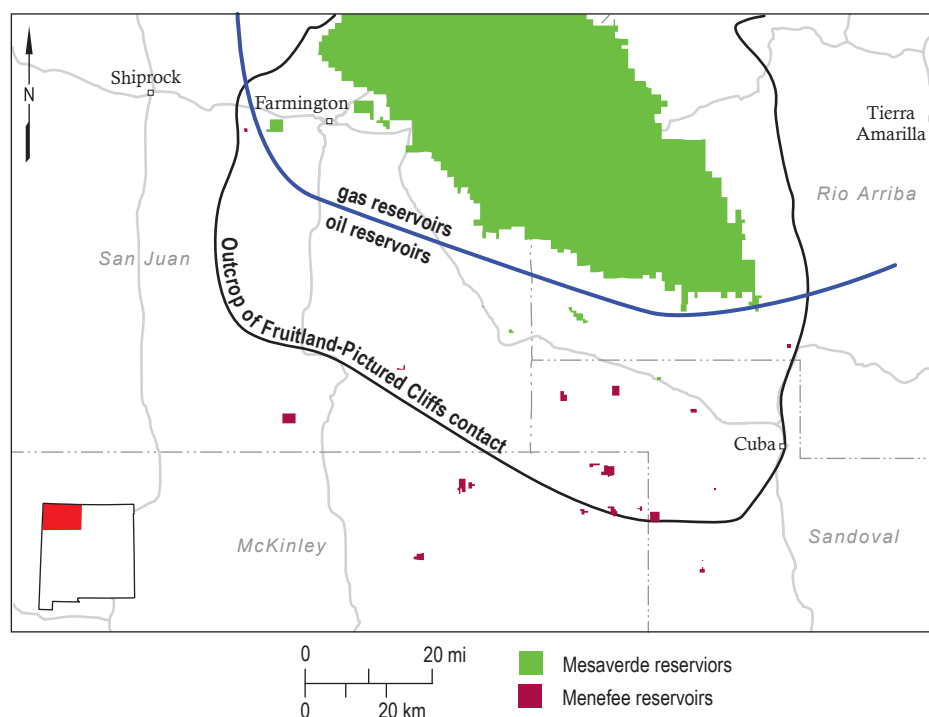 Shiprock
N
Farmington
Tierra
Amarilla
Rio Arriba
gas reservoirs
oil reservoirs
San Juan
Outcrop of Fruitland-Pictured Cliffs contact
Cuba
McKinley
Sandoval
0 20 mi
0 20 km
Mesaverde reserviors
Menefee reservoirs